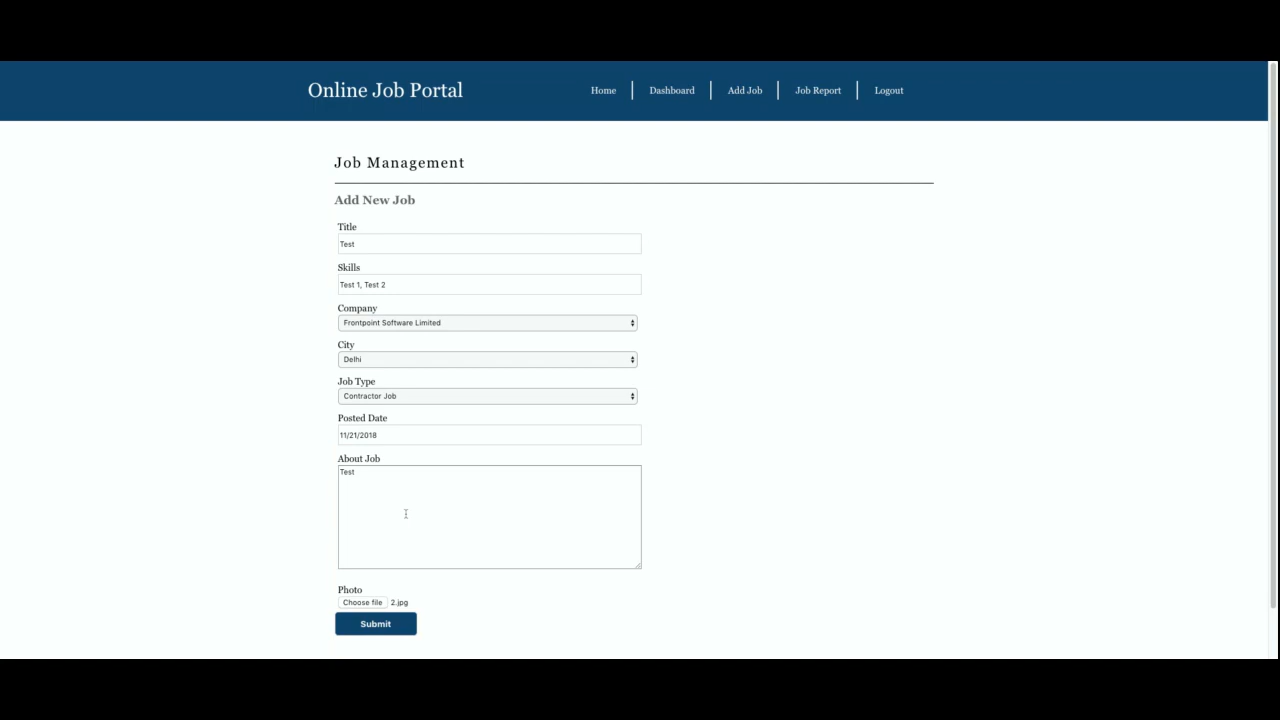 Online Job Portal
Home Dashboard Add Job Job Report Logout
Job Management
Add New Job
Title
Test
Skills
Test 1, Test 2
Company
Frontpoint Software Limited
City
Delhi
Job Type
Contractor Job
Posted Date
11/21/2018
About Job
Test
Photo
Choose file 2.jpg
Submit